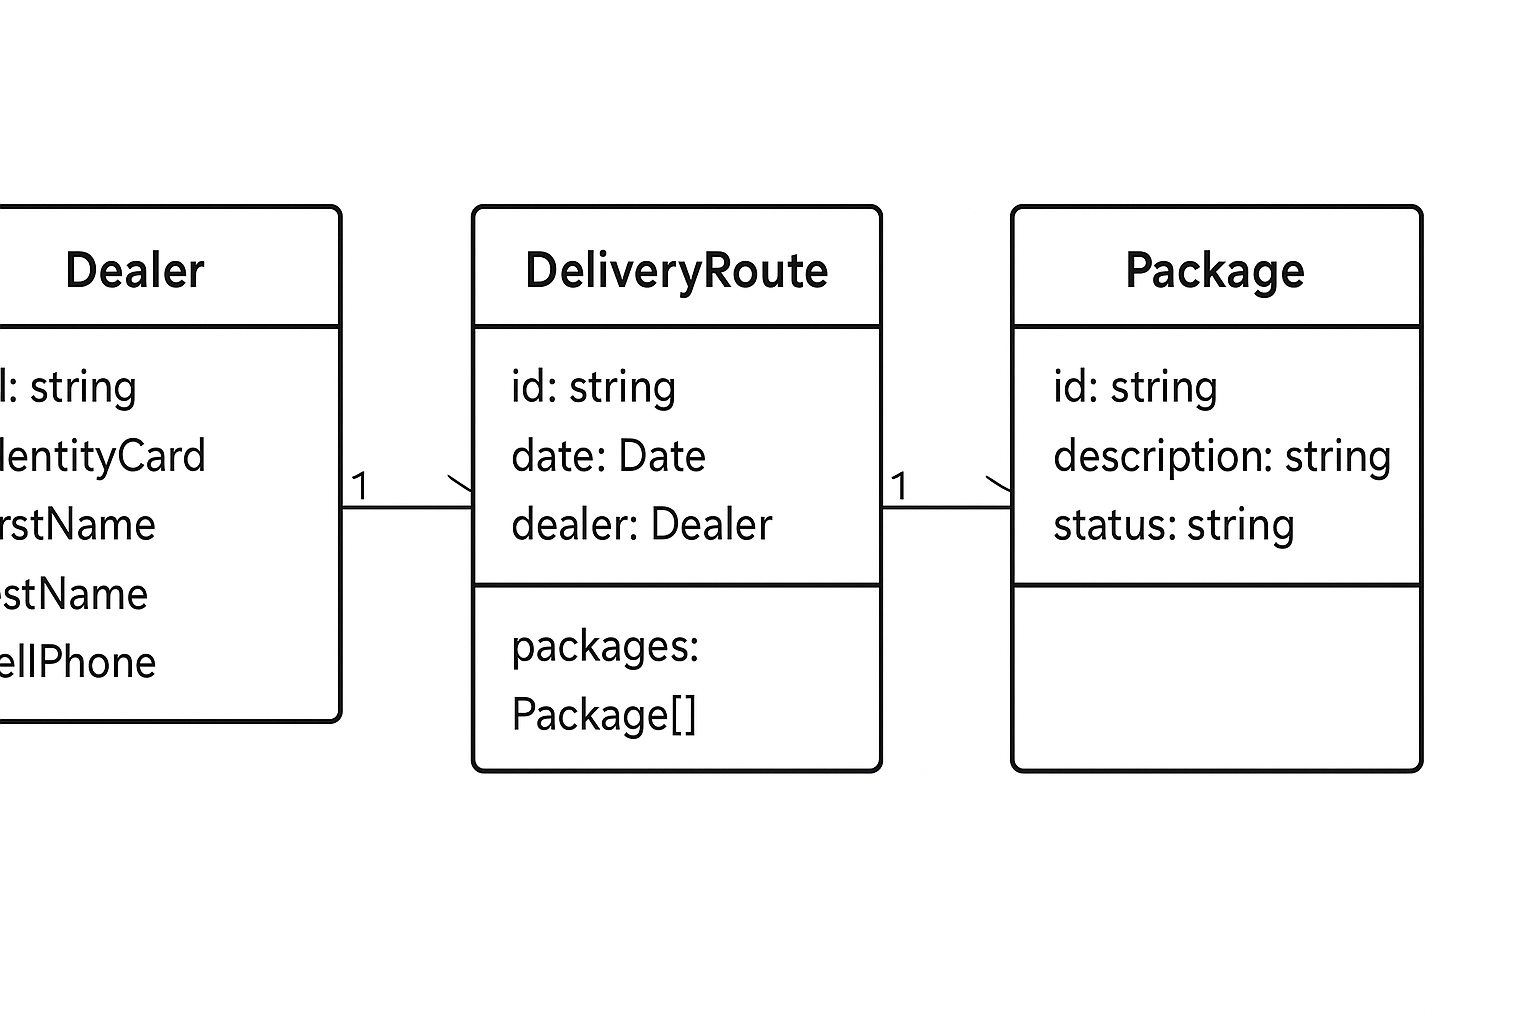 Dealer
l: string
lentityCard
rstName
estName
ellPhone
1
DeliveryRoute
id: string
date: Date
dealer: Dealer
packages:
Package[]
1
Package
id: string
description: string
status: string